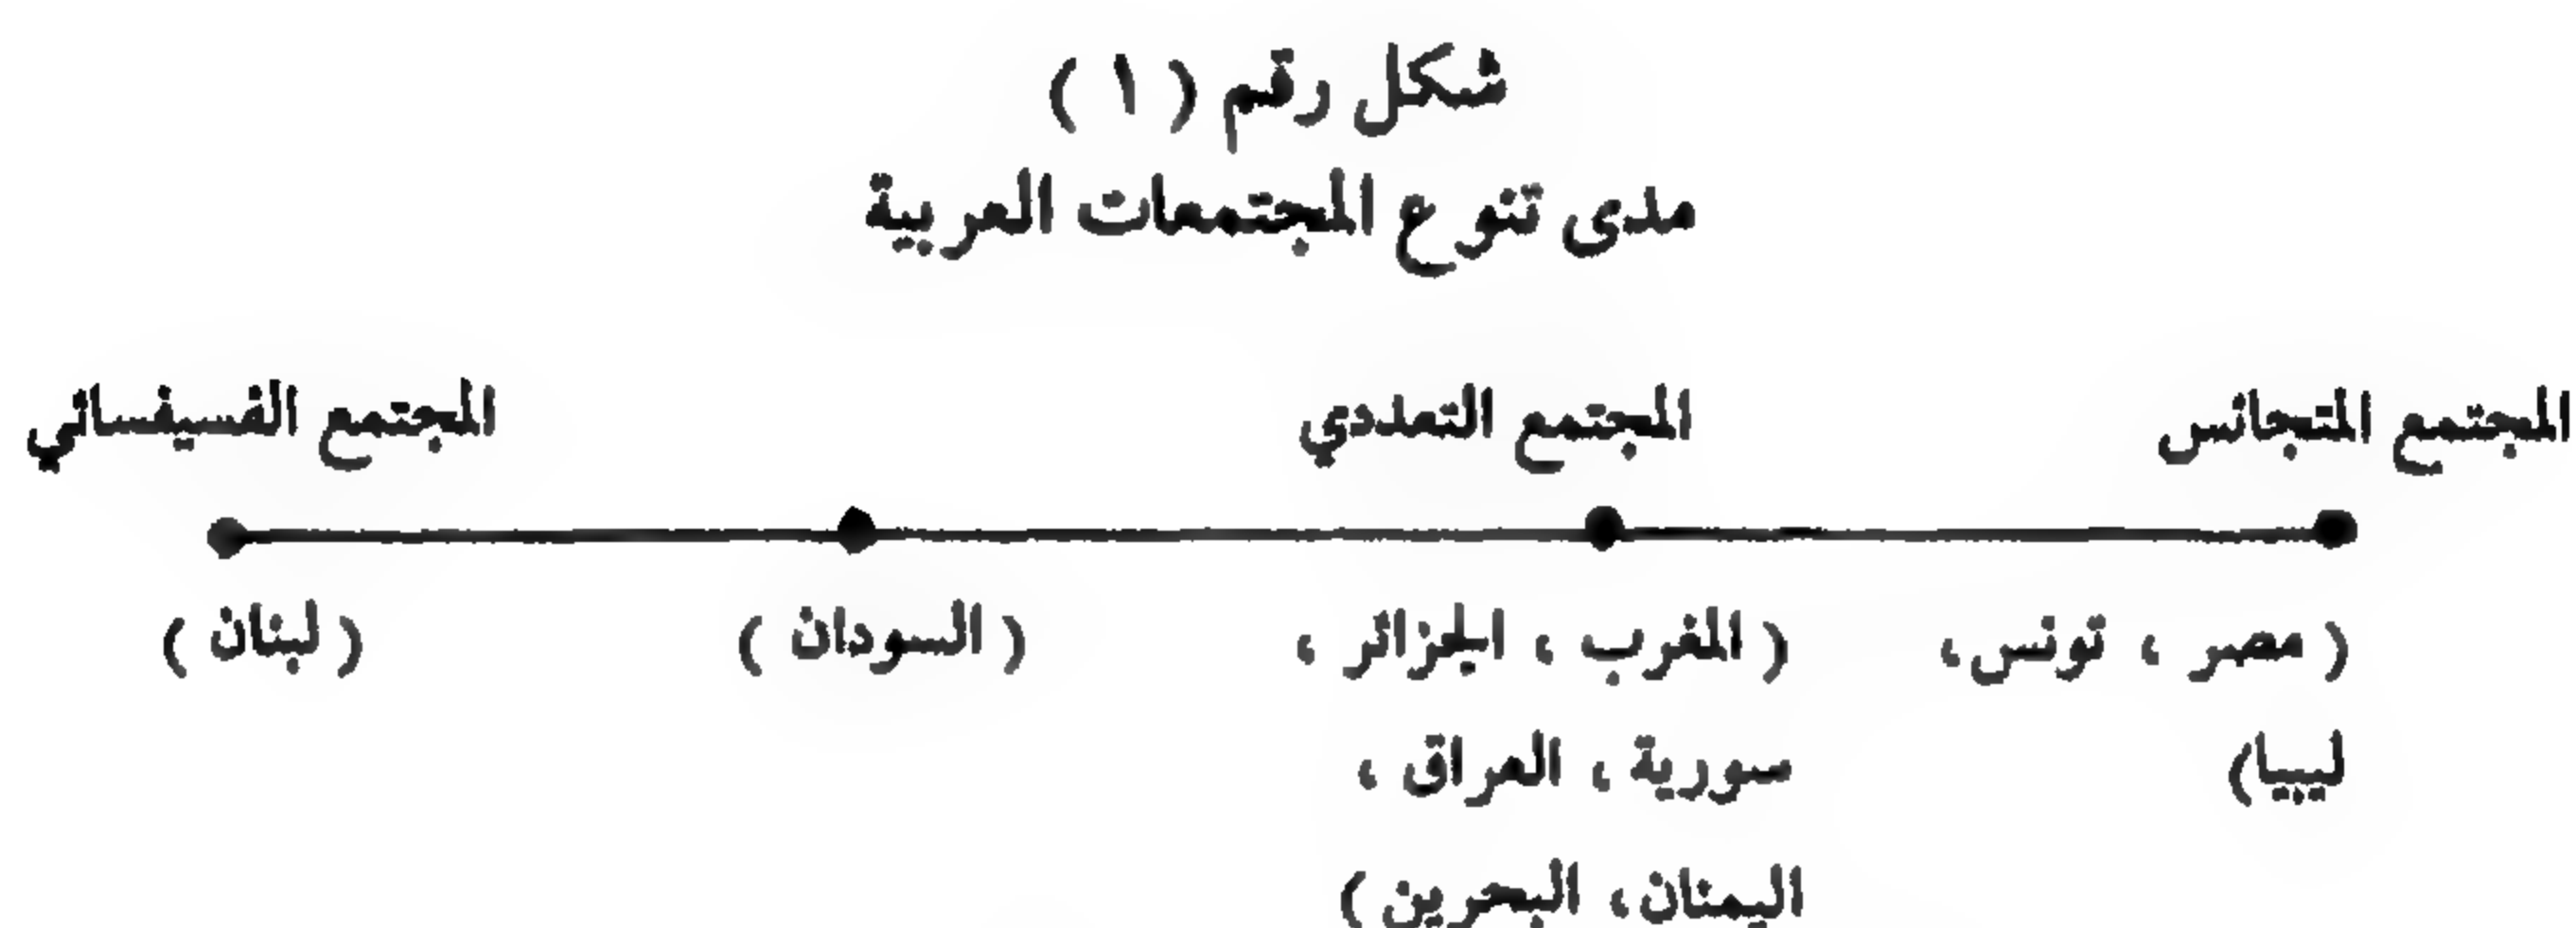 شكل رقم ( ١ )
مدى تنوع المجتمعات العربية
المجتمع المتجانس المجتمع التعددي المجتمع الفسيفسائي
( مصر ، تونس، ( المغرب ، الجزائر ، ( السودان ) ( لبنان )
ليبيا) سورية ، العراق ،
اليمنان، البحرين )